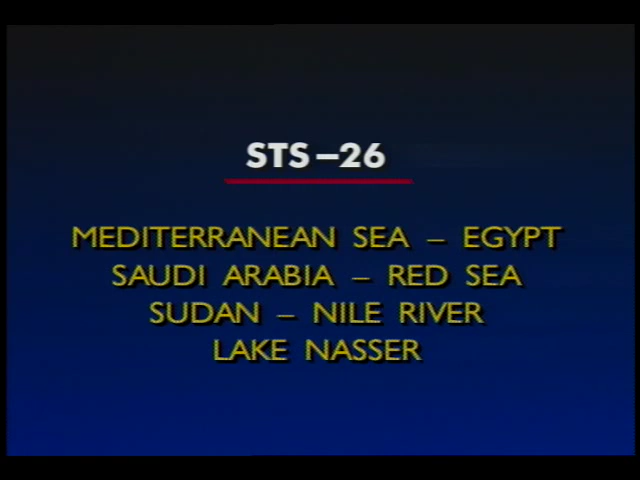 STS-26
MEDITERRANEAN SEA – EGYPT
SAUDI ARABIA – RED SEA
SUDAN – NILE RIVER
LAKE NASSER